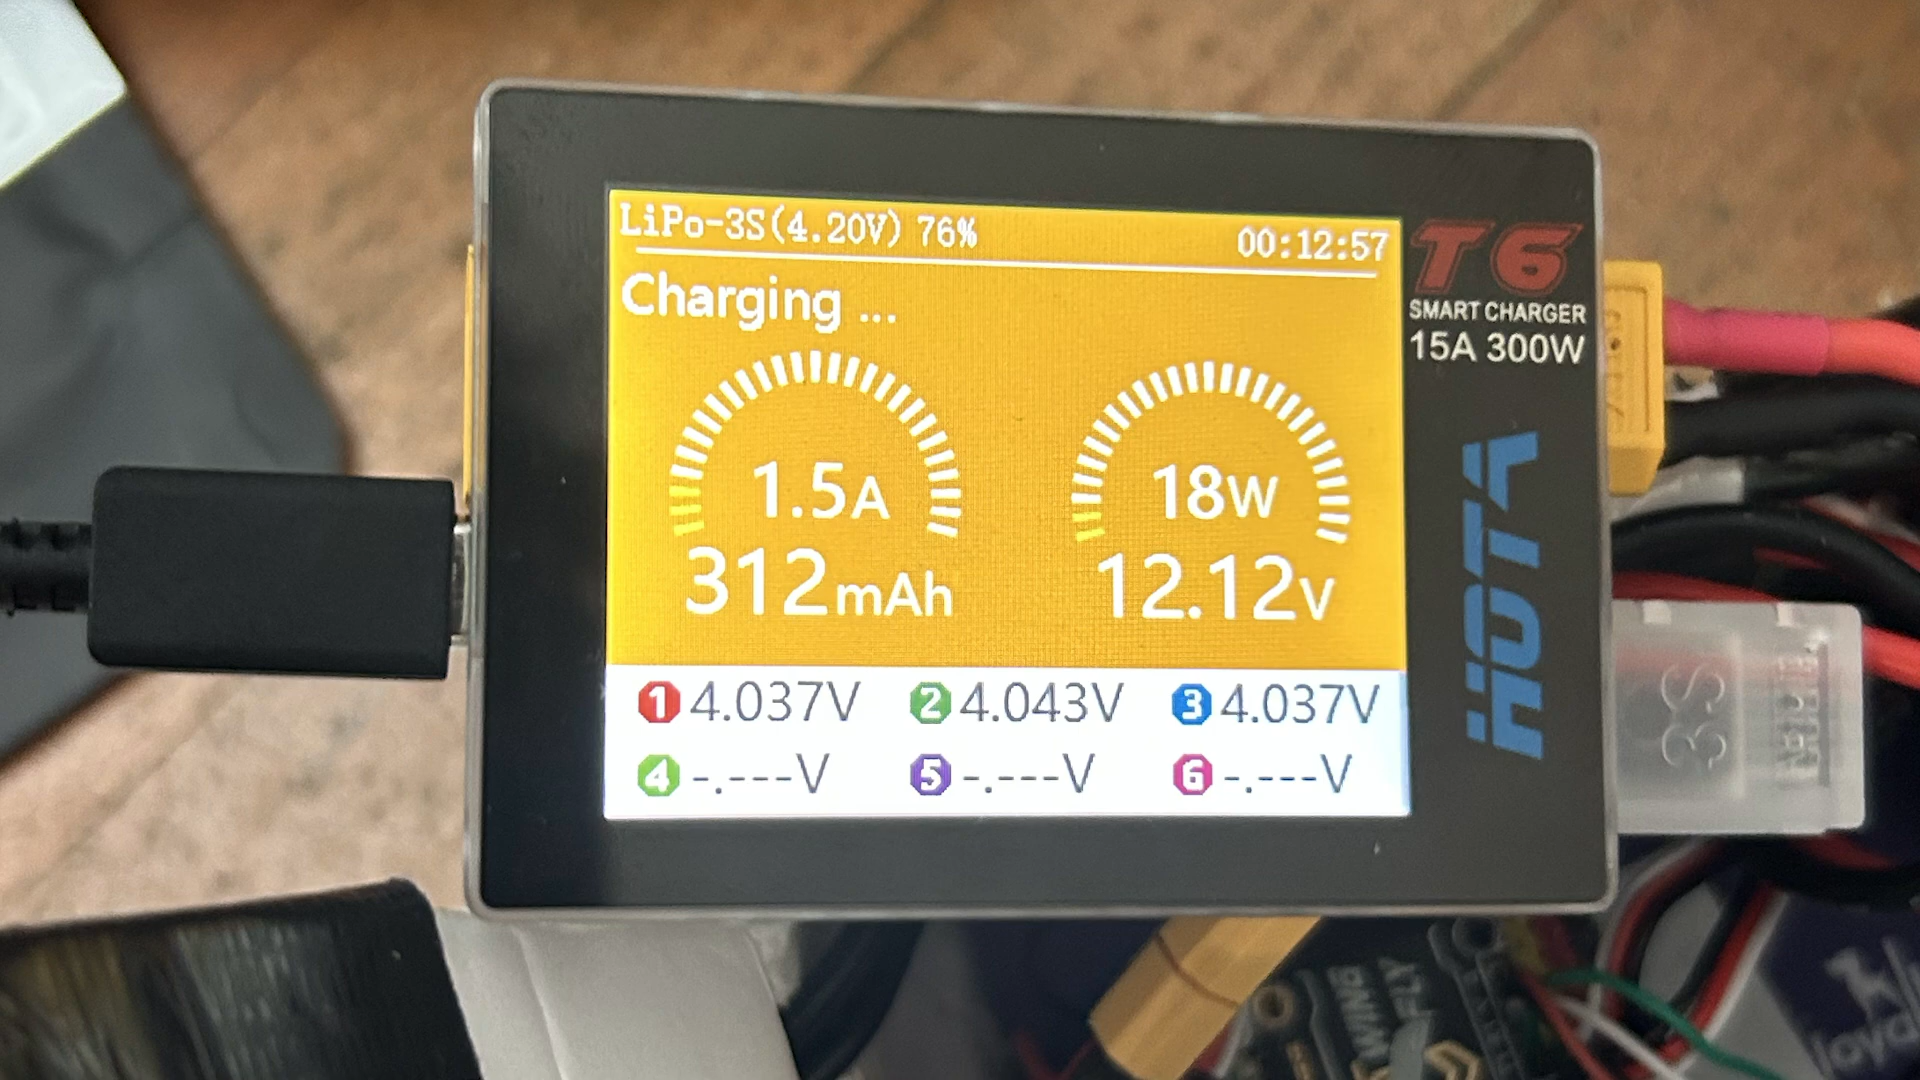 LiPo-3S(4.20V) 76% 00:12:57
Charging ...
1.5A 18W
312mAh 12.12V
1 4.037V 2 4.043V 3 4.037V
4 -.---V 5 -.---V 6 -.---V
T6
SMART CHARGER
15A 300W
HOTA
3S
WING
FLY
loyal